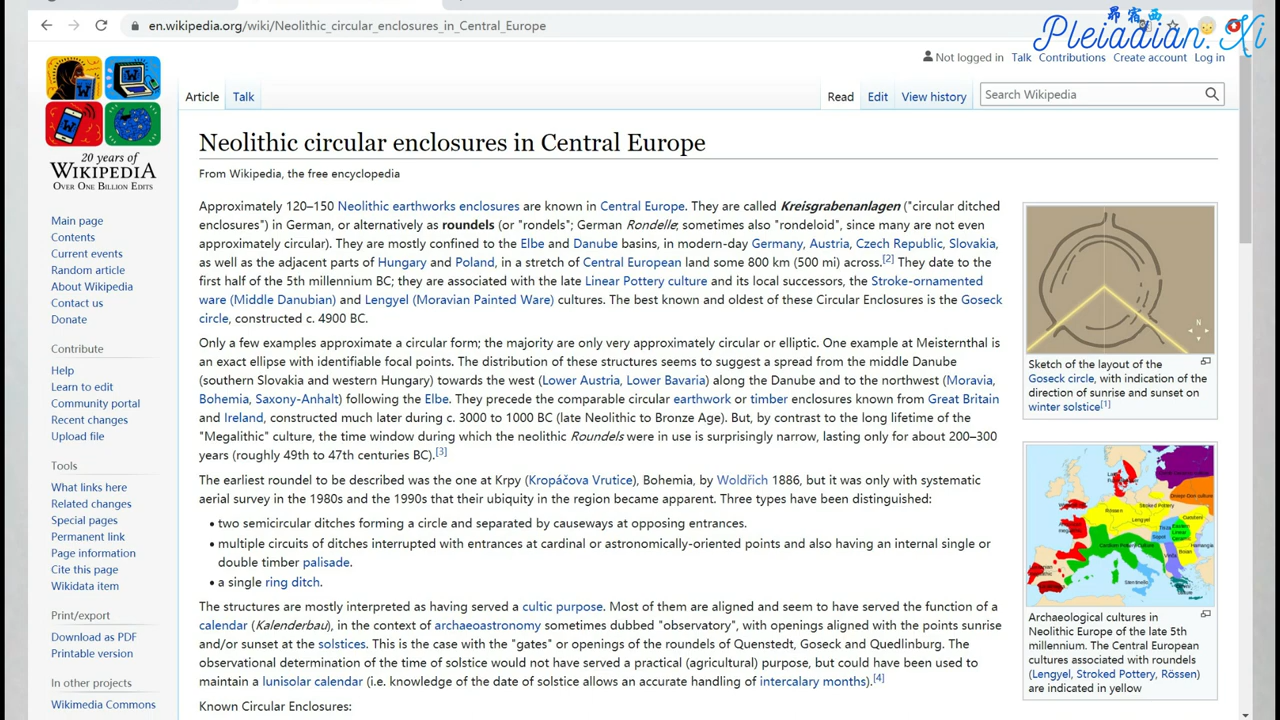 en.wikipedia.org/wiki/Neolithic_circular_enclosures_in_Central_Europe
昴宿西
Pleiadian.Xi
Not logged in Talk Contributions Create account Log in
Article Talk
Read Edit View history
Search Wikipedia
20 years of
WIKIPEDIA
OVER ONE BILLION EDITS
Main page
Contents
Current events
Random article
About Wikipedia
Contact us
Donate
Contribute
Help
Learn to edit
Community portal
Recent changes
Upload file
Tools
What links here
Related changes
Special pages
Permanent link
Page information
Cite this page
Wikidata item
Print/export
Download as PDF
Printable version
In other projects
Wikimedia Commons
Neolithic circular enclosures in Central Europe
From Wikipedia, the free encyclopedia
Approximately 120–150 Neolithic earthworks enclosures are known in Central Europe. They are called Kreisgrabenanlagen ("circular ditched
enclosures") in German, or alternatively as roundels (or "rondels"; German Rondelle; sometimes also "rondeloid", since many are not even
approximately circular). They are mostly confined to the Elbe and Danube basins, in modern-day Germany, Austria, Czech Republic, Slovakia,
as well as the adjacent parts of Hungary and Poland, in a stretch of Central European land some 800 km (500 mi) across.[2] They date to the
first half of the 5th millennium BC; they are associated with the late Linear Pottery culture and its local successors, the Stroke-ornamented
ware (Middle Danubian) and Lengyel (Moravian Painted Ware) cultures. The best known and oldest of these Circular Enclosures is the Goseck
circle, constructed c. 4900 BC.
Only a few examples approximate a circular form; the majority are only very approximately circular or elliptic. One example at Meisternthal is
an exact ellipse with identifiable focal points. The distribution of these structures seems to suggest a spread from the middle Danube
(southern Slovakia and western Hungary) towards the west (Lower Austria, Lower Bavaria) along the Danube and to the northwest (Moravia,
Bohemia, Saxony-Anhalt) following the Elbe. They precede the comparable circular earthwork or timber enclosures known from Great Britain
and Ireland, constructed much later during c. 3000 to 1000 BC (late Neolithic to Bronze Age). But, by contrast to the long lifetime of the
"Megalithic" culture, the time window during which the neolithic Roundels were in use is surprisingly narrow, lasting only for about 200–300
years (roughly 49th to 47th centuries BC).[3]
The earliest roundel to be described was the one at Krpy (Kropáčova Vrutice), Bohemia, by Woldřich 1886, but it was only with systematic
aerial survey in the 1980s and the 1990s that their ubiquity in the region became apparent. Three types have been distinguished:
• two semicircular ditches forming a circle and separated by causeways at opposing entrances.
• multiple circuits of ditches interrupted with entrances at cardinal or astronomically-oriented points and also having an internal single or
double timber palisade.
• a single ring ditch.
The structures are mostly interpreted as having served a cultic purpose. Most of them are aligned and seem to have served the function of a
calendar (Kalenderbau), in the context of archaeoastronomy sometimes dubbed "observatory", with openings aligned with the points sunrise
and/or sunset at the solstices. This is the case with the "gates" or openings of the roundels of Quenstedt, Goseck and Quedlinburg. The
observational determination of the time of solstice would not have served a practical (agricultural) purpose, but could have been used to
maintain a lunisolar calendar (i.e. knowledge of the date of solstice allows an accurate handling of intercalary months).[4]
Known Circular Enclosures:
N
Sketch of the layout of the
Goseck circle, with indication of the
direction of sunrise and sunset on
winter solstice[1]
Stroked Pottery
Rössen
Lengyel
Archaeological cultures in
Neolithic Europe of the late 5th
millennium. The Central European
cultures associated with roundels
(Lengyel, Stroked Pottery, Rössen)
are indicated in yellow